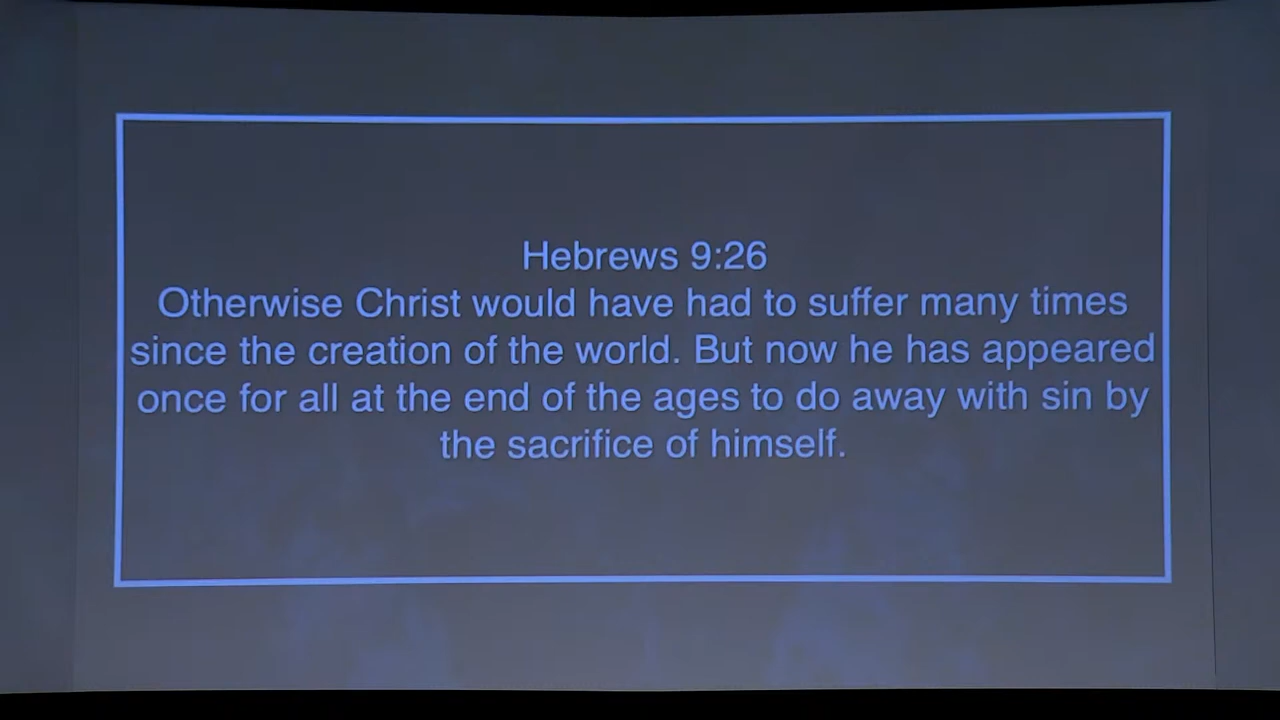 Hebrews 9:26
Otherwise Christ would have had to suffer many times
since the creation of the world. But now he has appeared
once for all at the end of the ages to do away with sin by
the sacrifice of himself.